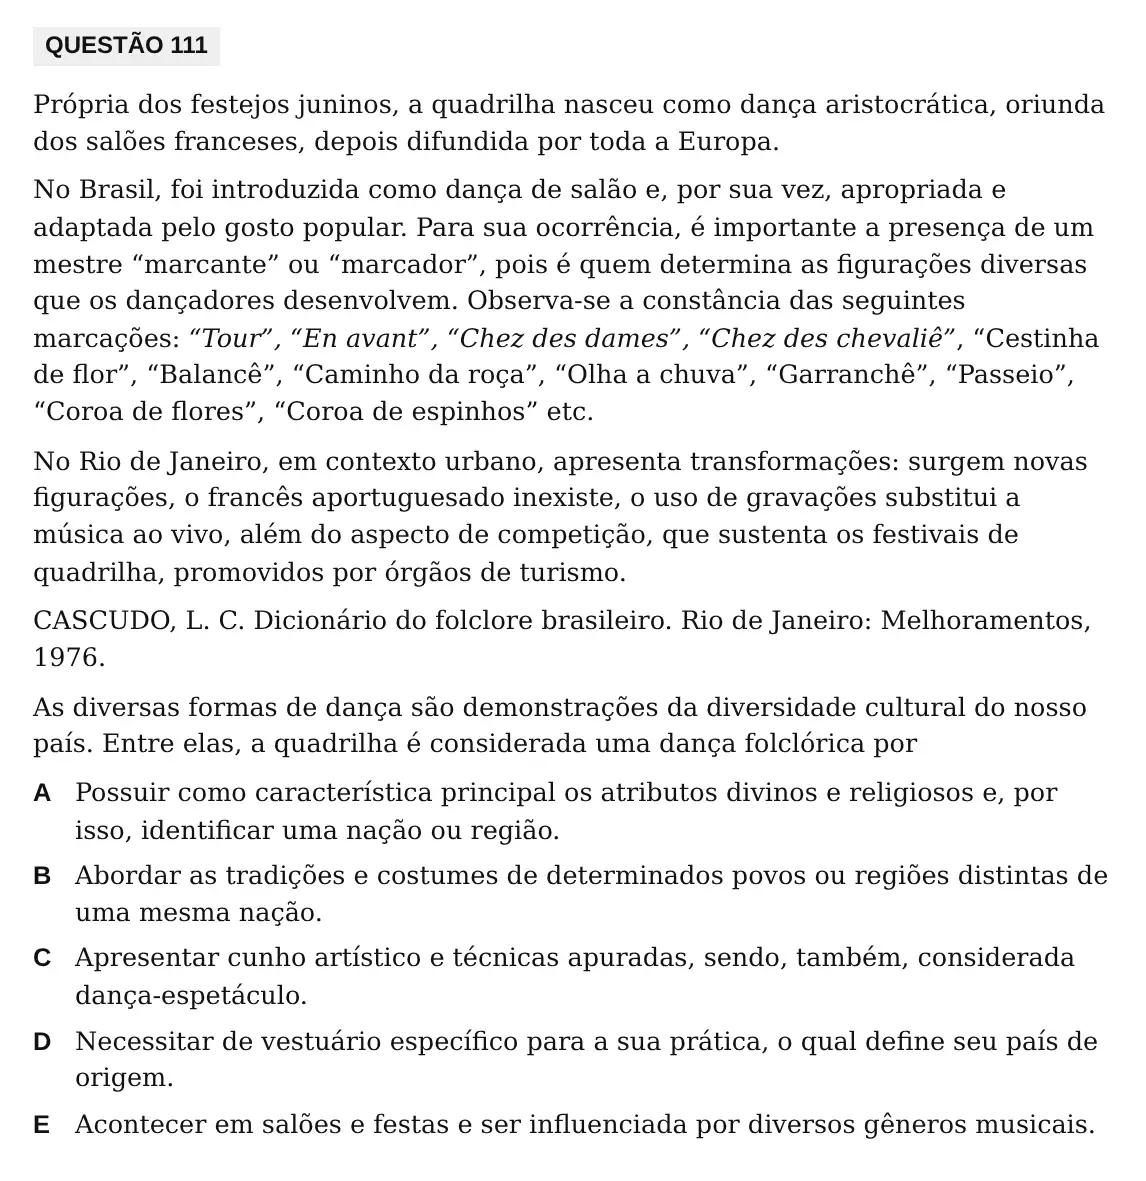 QUESTÃO 111
Própria dos festejos juninos, a quadrilha nasceu como dança aristocrática, oriunda
dos salões franceses, depois difundida por toda a Europa.
No Brasil, foi introduzida como dança de salão e, por sua vez, apropriada e
adaptada pelo gosto popular. Para sua ocorrência, é importante a presença de um
mestre “marcante” ou “marcador”, pois é quem determina as figurações diversas
que os dançadores desenvolvem. Observa-se a constância das seguintes
marcações: “Tour”, “En avant”, “Chez des dames”, “Chez des chevaliê”, “Cestinha
de flor”, “Balancê”, “Caminho da roça”, “Olha a chuva”, “Garranchê”, “Passeio”,
“Coroa de flores”, “Coroa de espinhos” etc.
No Rio de Janeiro, em contexto urbano, apresenta transformações: surgem novas
figurações, o francês aportuguesado inexiste, o uso de gravações substitui a
música ao vivo, além do aspecto de competição, que sustenta os festivais de
quadrilha, promovidos por órgãos de turismo.
CASCUDO, L. C. Dicionário do folclore brasileiro. Rio de Janeiro: Melhoramentos,
1976.
As diversas formas de dança são demonstrações da diversidade cultural do nosso
país. Entre elas, a quadrilha é considerada uma dança folclórica por
A Possuir como característica principal os atributos divinos e religiosos e, por
isso, identificar uma nação ou região.
B Abordar as tradições e costumes de determinados povos ou regiões distintas de
uma mesma nação.
C Apresentar cunho artístico e técnicas apuradas, sendo, também, considerada
dança-espetáculo.
D Necessitar de vestuário específico para a sua prática, o qual define seu país de
origem.
E Acontecer em salões e festas e ser influenciada por diversos gêneros musicais.